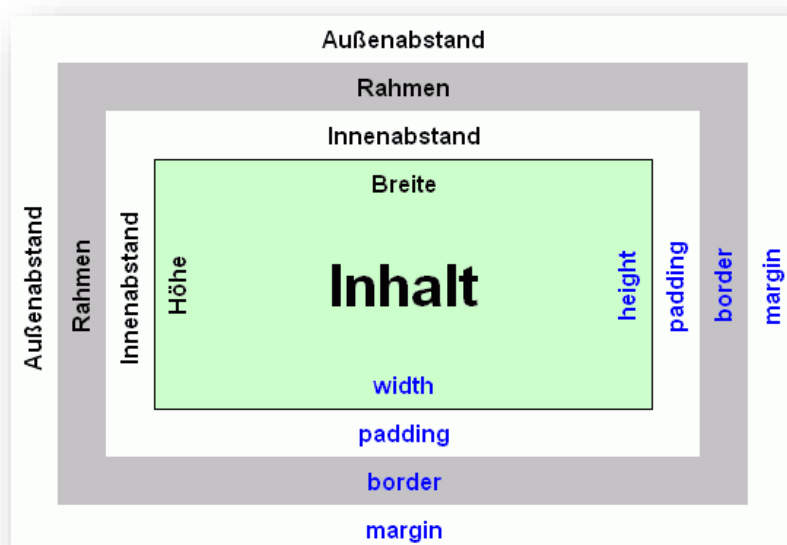 Außenabstand
Rahmen
Innenabstand
Breite
Außenabstand
Rahmen
Innenabstand
Höhe
Inhalt
height
padding
border
margin
width
padding
border
margin